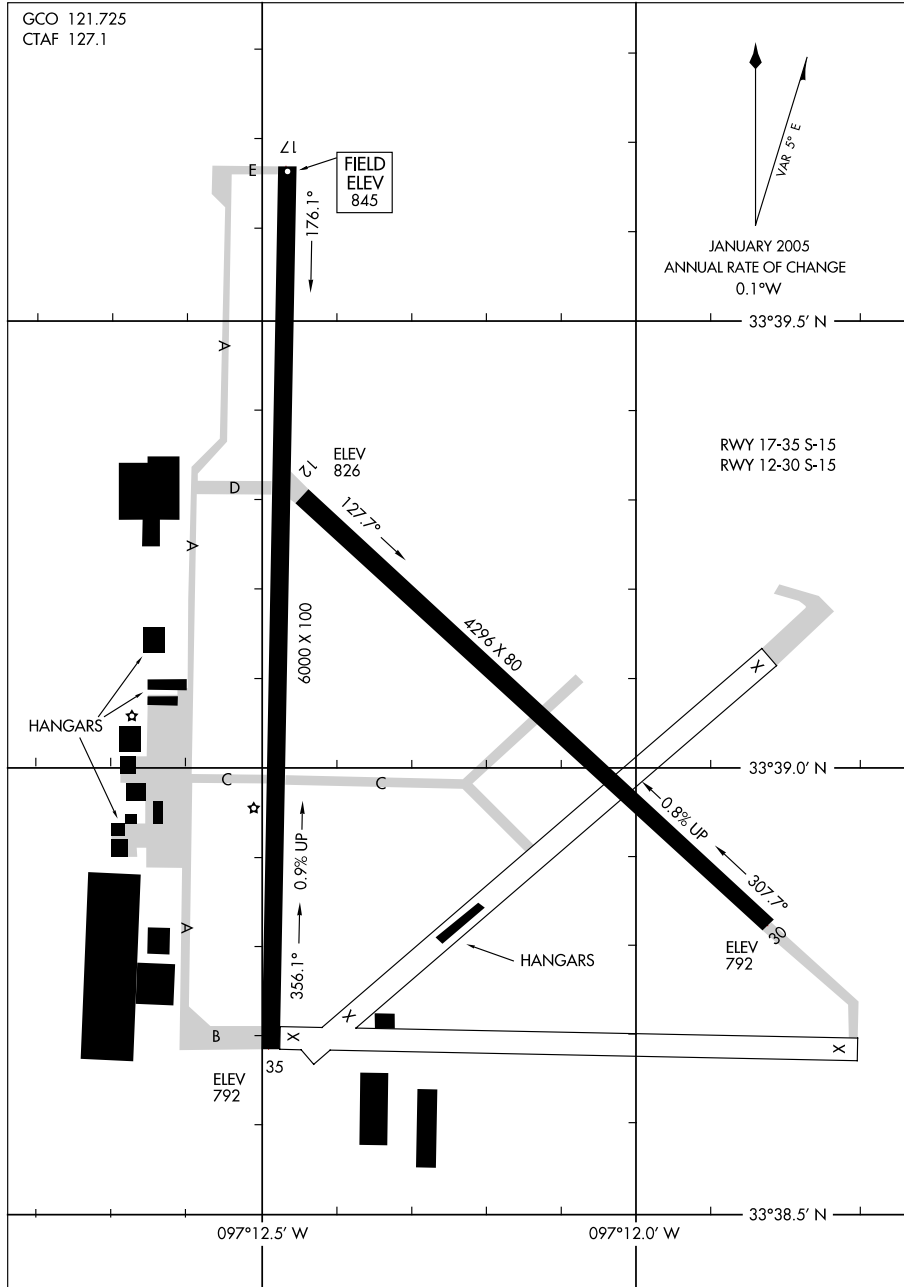 GCO 121.725
CTAF 127.1
VAR 5° E
JANUARY 2005
ANNUAL RATE OF CHANGE
0.1°W
17
E
FIELD
ELEV
845
176.1°
33°39.5' N
A
RWY 17-35 S-15
RWY 12-30 S-15
ELEV
826
12
D
127.7°
A
6000 X 100
4296 X 80
X
HANGARS
33°39.0' N
C
C
0.9% UP
0.8% UP
307.7°
A
356.1°
30
HANGARS
ELEV
792
X
B
X
X
35
ELEV
792
33°38.5' N
097°12.5' W
097°12.0' W